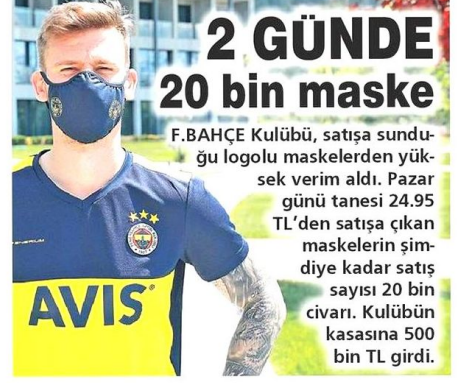 2 GÜNDE
20 bin maske
F.BAHÇE Kulübü, satışa sundu-
ğu logolu maskelerden yük-
sek verim aldı. Pazar
günü tanesi 24.95
TL’den satışa çıkan
maskelerin şim-
diye kadar satış
sayısı 20 bin
civarı. Kulübün
kasasına 500
bin TL girdi.
AVIS